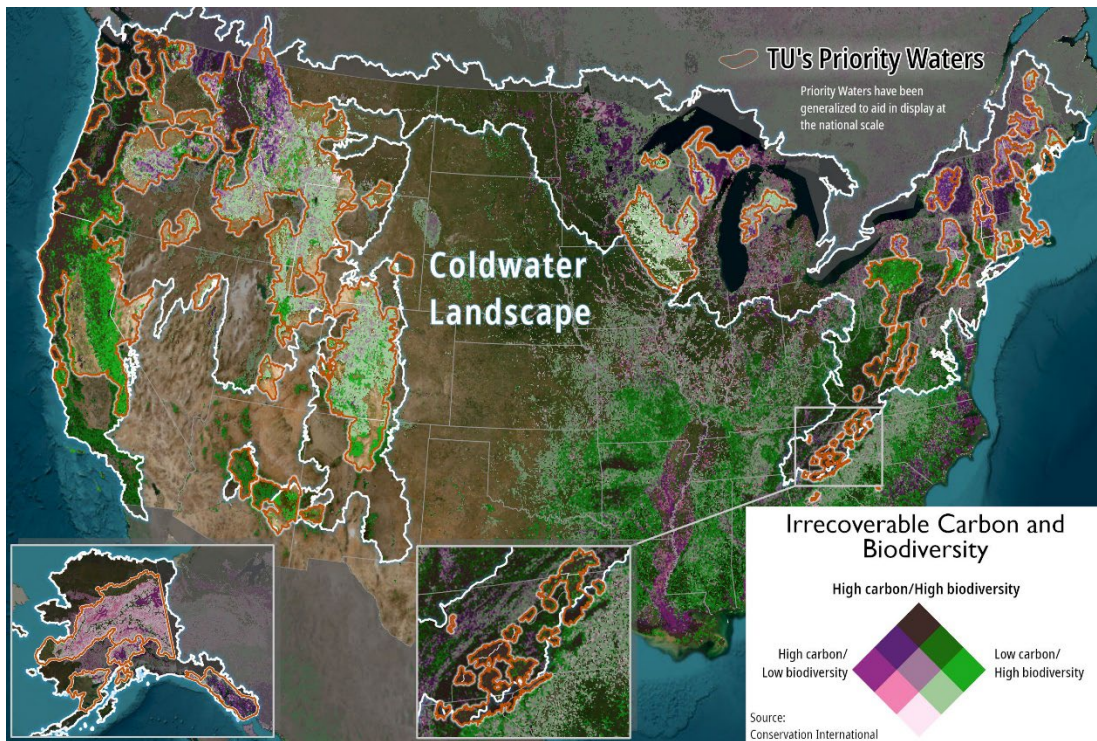 TU's Priority Waters
Priority Waters have been
generalized to aid in display at
the national scale
Coldwater
Landscape
Irrecoverable Carbon and
Biodiversity
High carbon/High biodiversity
High carbon/
Low biodiversity
Low carbon/
High biodiversity
Source:
Conservation International